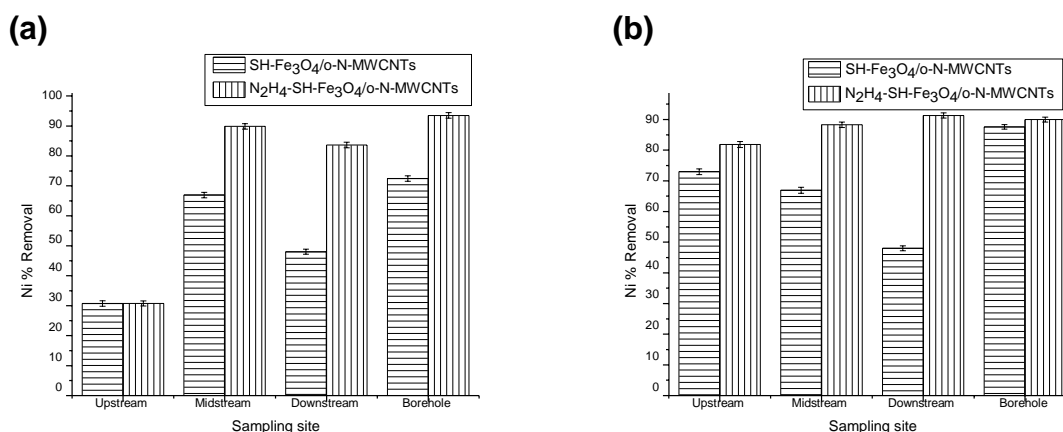 (a)
SH-Fe3O4/o-N-MWCNTs
N2H4-SH-Fe3O4/o-N-MWCNTs
100
90
80
70
60
50
40
30
20
10
0
Ni % Removal
Upstream Midstream Downstream Borehole
Sampling site
(b)
SH-Fe3O4/o-N-MWCNTs
N2H4-SH-Fe3O4/o-N-MWCNTs
90
80
70
60
50
40
30
20
10
0
Ni % Removal
Upstream Midstream Downstream Borehole
Sampling site